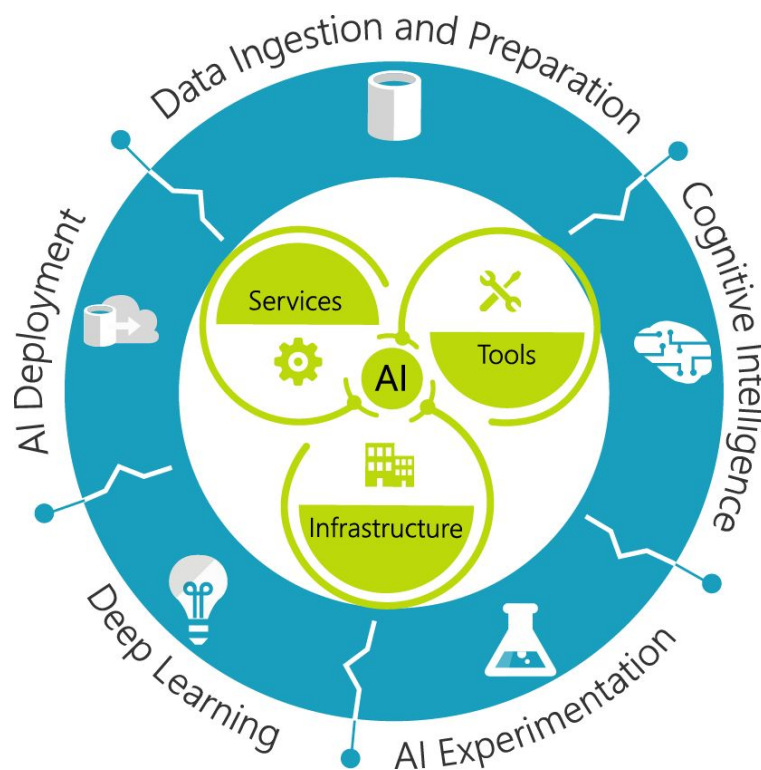 Data Ingestion and Preparation
Cognitive Intelligence
AI Experimentation
Deep Learning
AI Deployment
Services
Tools
AI
Infrastructure